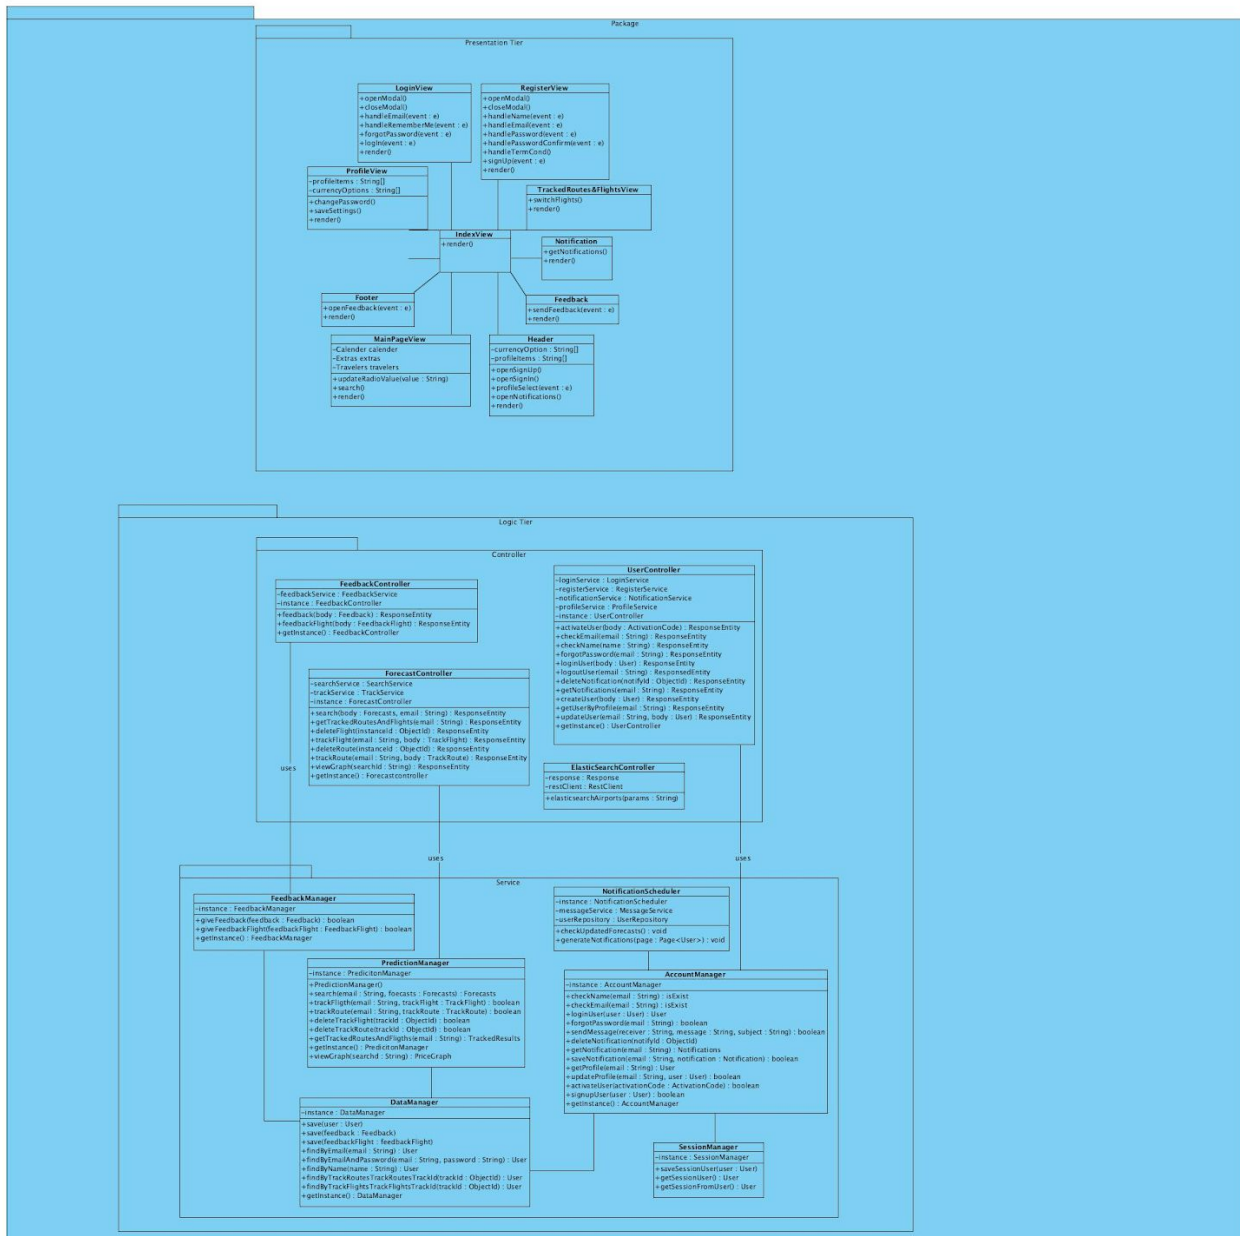 Package
Presentation Tier
LoginView
+openModal()
+closeModal()
+handleEmail(event : e)
+handleRememberMe(event : e)
+forgotPassword(event : e)
+logIn(event : e)
+render()
RegisterView
+openModal()
+closeModal()
+handleName(event : e)
+handleEmail(event : e)
+handlePassword(event : e)
+handlePasswordConfirm(event : e)
+handleTermCond()
+signUp(event : e)
+render()
ProfileView
-profileItems : String[]
-currencyOptions : String[]
+changePassword()
+saveSettings()
+render()
TrackedRoutes&FlightsView
+switchFlights()
+render()
IndexView
+render()
Notification
+getNotifications()
+render()
Footer
+openFeedback(event : e)
+render()
Feedback
+sendFeedback(event : e)
+render()
MainPageView
-Calender calender
-Extras extras
-Travelers travelers
+updateRadioValue(value : String)
+search()
+render()
Header
-currencyOption : String[]
-profileItems : String[]
+openSignUp()
+openSignIn()
+profileSelect(event : e)
+openNotifications()
+render()
Logic Tier
Controller
FeedbackController
-feedbackService : FeedbackService
-instance : FeedbackController
+feedback(body : Feedback) : ResponseEntity
+feedbackFlight(body : FeedbackFlight) : ResponseEntity
+getInstance() : FeedbackController
UserController
-loginService : LoginService
-registerService : RegisterService
-notificationService : NotificationService
-profileService : ProfileService
-instance : UserController
+activateUser(body : ActivationCode) : ResponseEntity
+checkEmail(email : String) : ResponseEntity
+checkName(name : String) : ResponseEntity
+forgotPassword(email : String) : ResponseEntity
+loginUser(body : User) : ResponseEntity
+logoutUser(email : String) : ResponsedEntity
+deleteNotification(notifyId : ObjectId) : ResponseEntity
+getNotifications(email : String) : ResponseEntity
+createUser(body : User) : ResponseEntity
+getUserByProfile(email : String) : ResponseEntity
+updateUser(email : String, body : User) : ResponseEntity
+getInstance() : UserController
ForecastController
-searchService : SearchService
-trackService : TrackService
-instance : ForecastController
+search(body : Forecasts, email : String) : ResponseEntity
+getTrackedRoutesAndFlights(email : String) : ResponseEntity
+deleteFlight(instanceId : ObjectId) : ResponseEntity
+trackFlight(email : String, body : TrackFlight) : ResponseEntity
+deleteRoute(instanceId : ObjectId) : ResponseEntity
+trackRoute(email : String, body : TrackRoute) : ResponseEntity
+viewGraph(searchId : String) : ResponseEntity
+getInstance() : Forecastcontroller
ElasticSearchController
-response : Response
-restClient : RestClient
+elasticsearchAirports(params : String)
uses
uses
uses
Service
FeedbackManager
-instance : FeedbackManager
+giveFeedback(feedback : Feedback) : boolean
+giveFeedbackFlight(feedbackFlight : FeedbackFlight) : boolean
+getInstance() : FeedbackManager
NotificationScheduler
-instance : NotificationScheduler
-messageService : MessageService
-userRepository : UserRepository
+checkUpdatedForecasts() : void
+generateNotifications(page : Page<User>) : void
PredictionManager
-instance : PredicitonManager
+PredictionManager()
+search(email : String, foecasts : Forecasts) : Forecasts
+trackFligth(email : String, trackFlight : TrackFlight) : boolean
+trackRoute(email : String, trackRoute : TrackRoute) : boolean
+deleteTrackFlight(trackId : ObjectId) : boolean
+deleteTrackRoute(trackId : ObjectId) : boolean
+getTrackedRoutesAndFligths(email : String) : TrackedResults
+getInstance() : PredicitonManager
+viewGraph(searchd : String) : PriceGraph
AccountManager
-instance : AccountManager
+checkName(email : String) : isExist
+checkEmail(email : String) : isExist
+loginUser(user : User) : User
+forgotPassword(email : String) : boolean
+sendMessage(receiver : String, message : String, subject : String) : boolean
+deleteNotification(notifyId : ObjectId)
+getNotification(email : String) : Notifications
+saveNotification(email : String, notification : Notification) : boolean
+getProfile(email : String) : User
+updateProfile(email : String, user : User) : boolean
+activateUser(activationCode : ActivationCode) : boolean
+signupUser(user : User) : boolean
+getInstance() : AccountManager
DataManager
-instance : DataManager
+save(user : User)
+save(feedback : Feedback)
+save(feedbackFlight : feedbackFlight)
+findByEmail(email : String) : User
+findByEmailAndPassword(email : String, password : String) : User
+findByName(name : String) : User
+findByTrackRoutesTrackRoutesTrackId(trackId : ObjectId) : User
+findByTrackFlightsTrackFlightsTrackId(trackId : ObjectId) : User
+getInstance() : DataManager
SessionManager
-instance : SessionManager
+saveSessionUser(user : User)
+getSessionUser() : User
+getSessionFromUser() : User